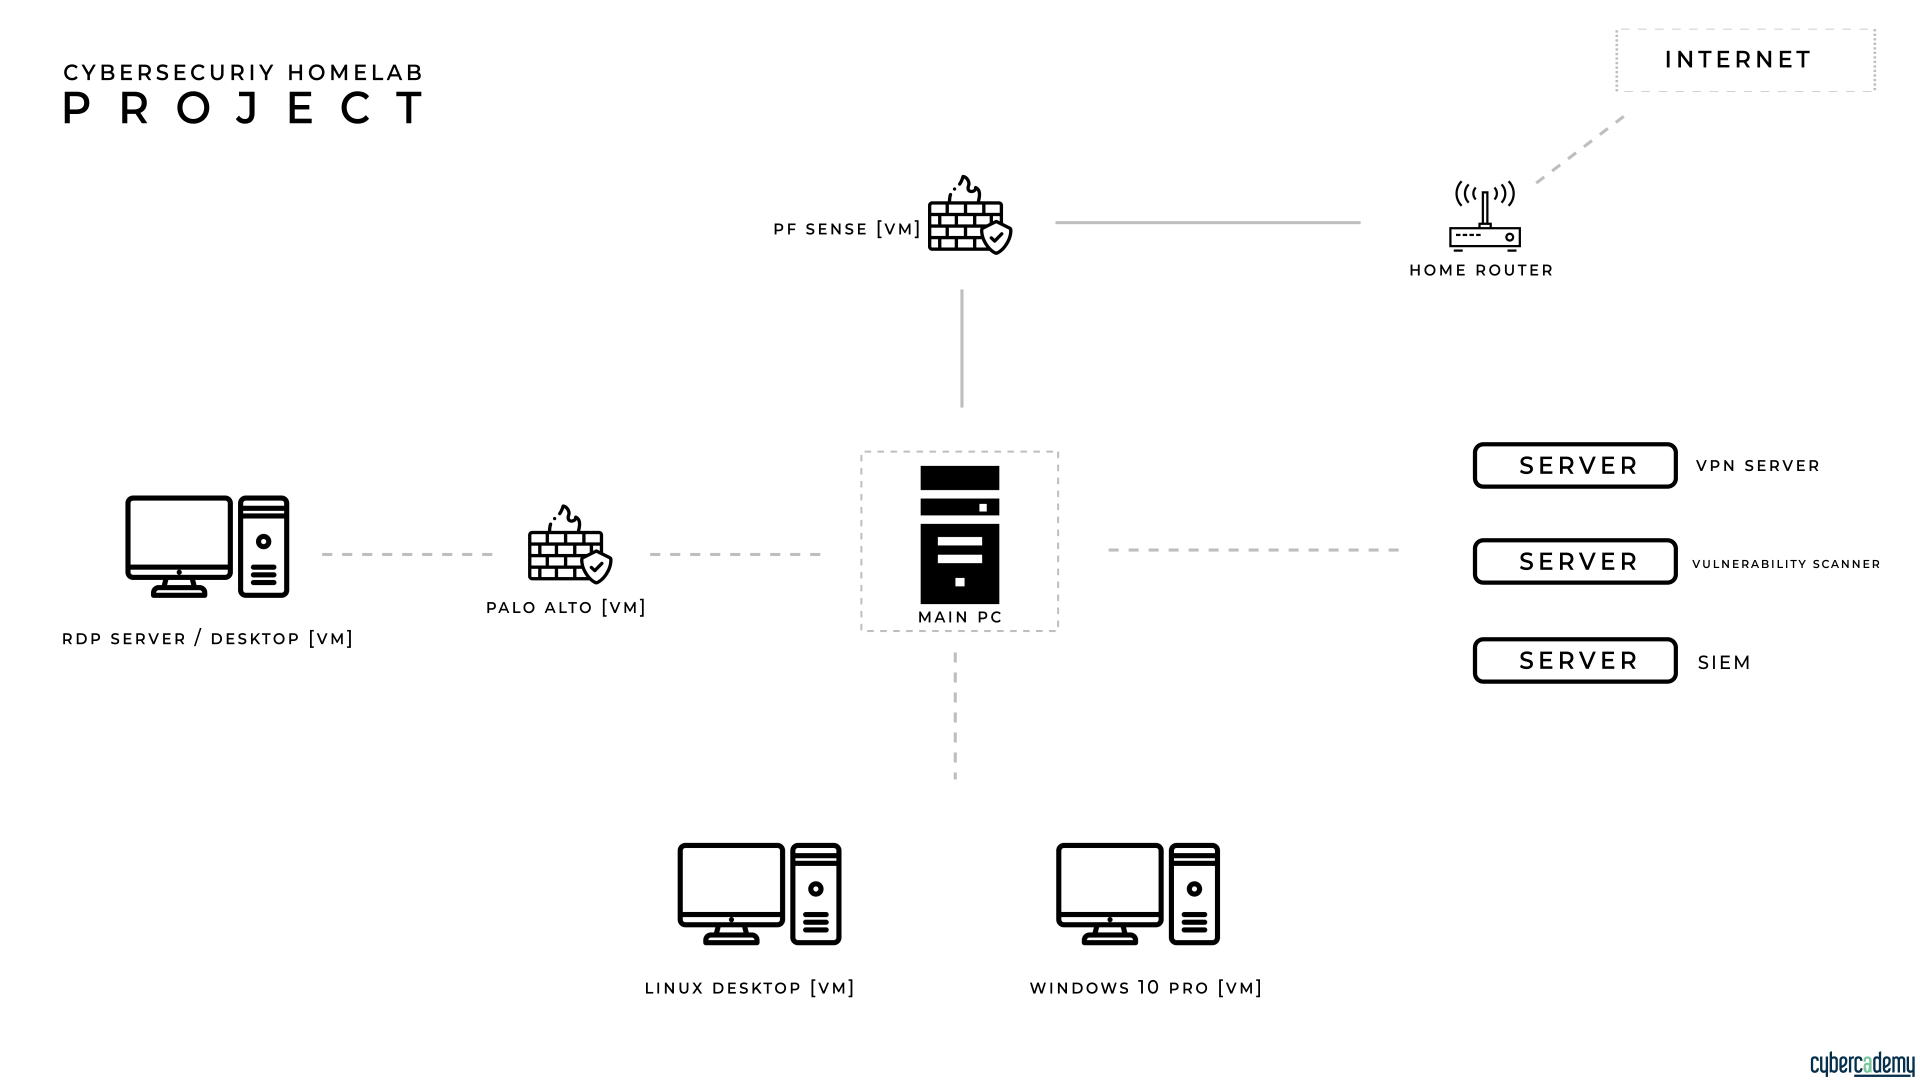 CYBERSECURIY HOMELAB
PROJECT
INTERNET
PF SENSE [VM]
HOME ROUTER
SERVER VPN SERVER
SERVER VULNERABILITY SCANNER
SERVER SIEM
MAIN PC
PALO ALTO [VM]
RDP SERVER / DESKTOP [VM]
LINUX DESKTOP [VM]
WINDOWS 10 PRO [VM]
cybercademy